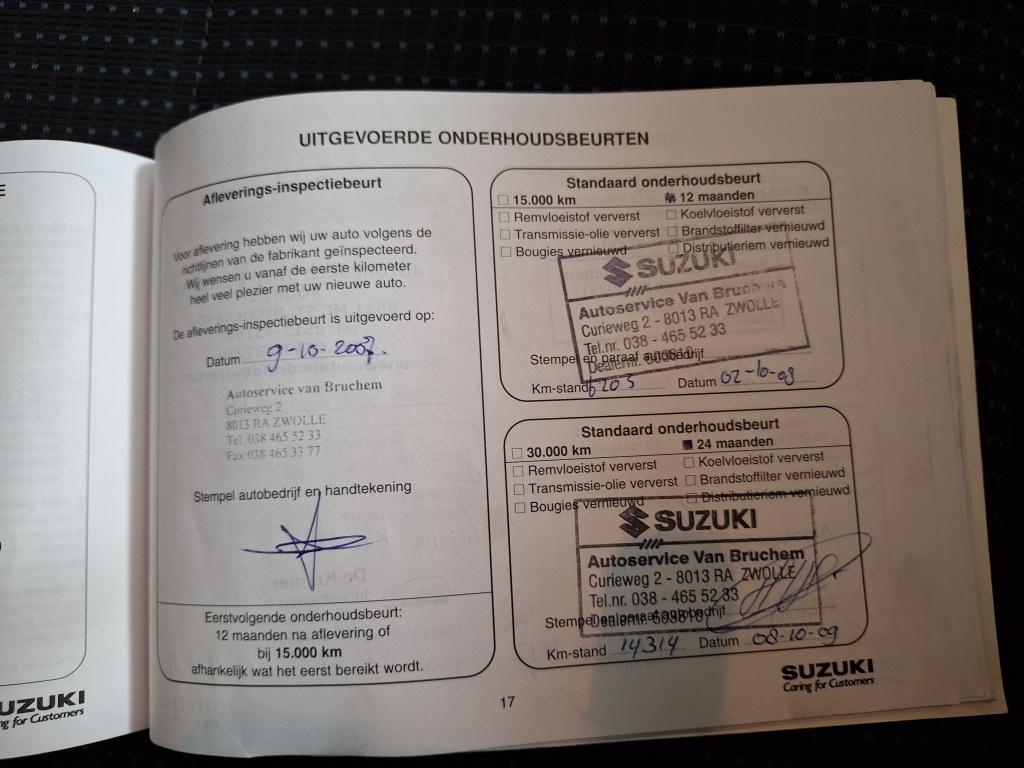 E
UZUKI
ng for Customers
UITGEVOERDE ONDERHOUDSBEURTEN
Afleverings-inspectiebeurt
Voor aflevering hebben wij uw auto volgens de
richtlijnen van de fabrikant geïnspecteerd.
Wij wensen u vanaf de eerste kilometer
heel veel plezier met uw nieuwe auto.
De afleverings-inspectiebeurt is uitgevoerd op:
Datum 9-10-2007.
Autoservice van Bruchem
Curieweg 2
8013 RA ZWOLLE
Tel. 038 465 52 33
Fax 038 465 33 77
Stempel autobedrijf en handtekening
Eerstvolgende onderhoudsbeurt:
12 maanden na aflevering of
bij 15.000 km
afhankelijk wat het eerst bereikt wordt.
Standaard onderhoudsbeurt
15.000 km 12 maanden
Remvloeistof ververst Koelvloeistof ververst
Transmissie-olie ververst Brandstoffilter vernieuwd
Bougies vernieuwd Distributieriem vernieuwd
SUZUKI
Autoservice Van Bruchem
Curieweg 2 - 8013 RA ZWOLLE
Tel.nr. 038 - 465 52 33
Dealernr. 603810
Stempel en paraaf autobedrijf
Km-stand 6203 Datum 02-10-08
Standaard onderhoudsbeurt
30.000 km 24 maanden
Remvloeistof ververst Koelvloeistof ververst
Transmissie-olie ververst Brandstoffilter vernieuwd
Bougies vernieuwd Distributieriem vernieuwd
SUZUKI
Autoservice Van Bruchem
Curieweg 2 - 8013 RA ZWOLLE
Tel.nr. 038 - 465 52 33
Dealernr. 603810
Stempel en paraaf autobedrijf
Km-stand 14314 Datum 08-10-09
SUZUKI
Caring for Customers
17